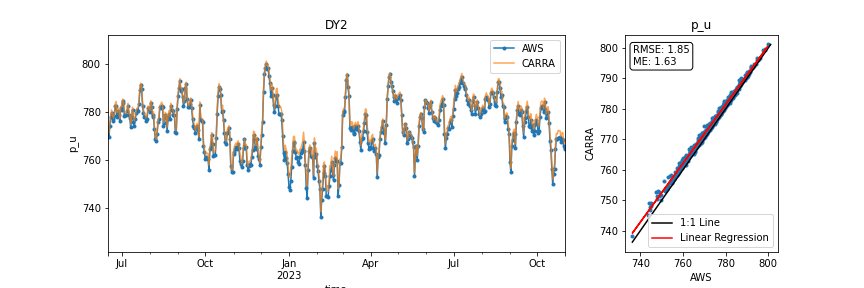 DY2
p_u
800
780
760
740
Jul
Oct
Jan
2023
Apr
Jul
Oct
time
AWS
CARRA
p_u
CARRA
800
790
780
770
760
750
740
740
760
780
800
AWS
RMSE: 1.85
ME: 1.63
1:1 Line
Linear Regression